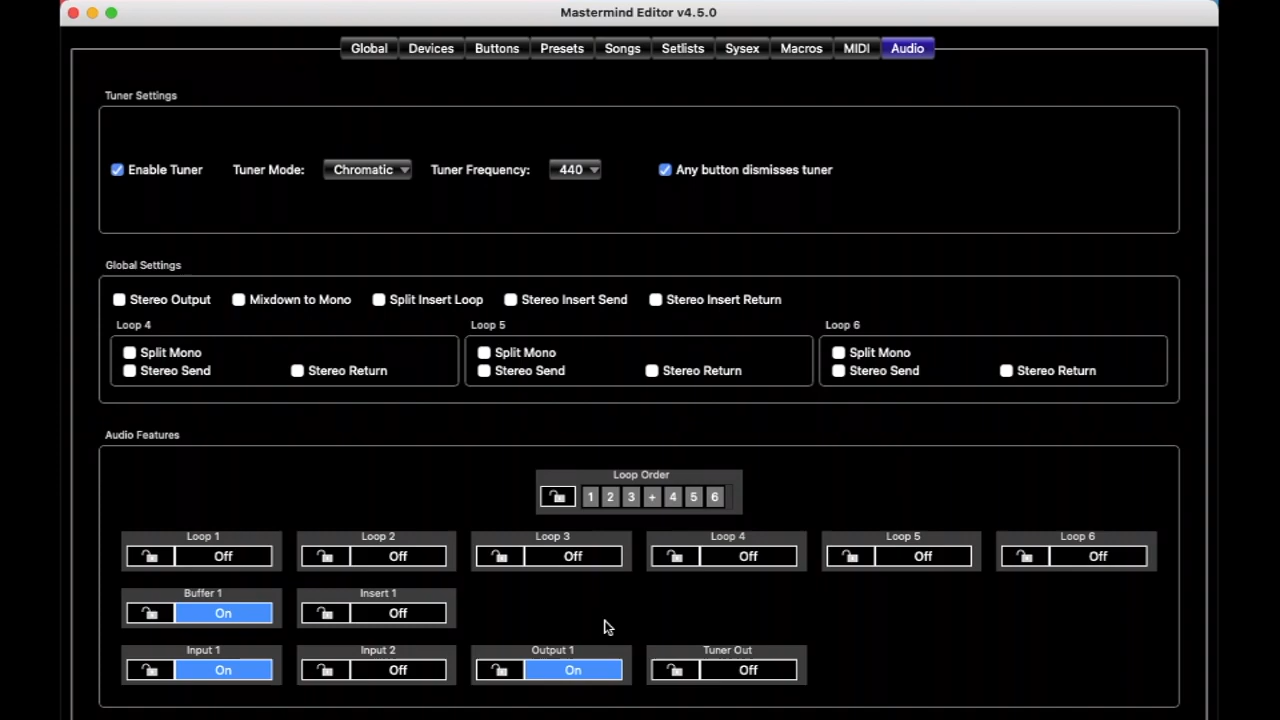 Mastermind Editor v4.5.0
Global Devices Buttons Presets Songs Setlists Sysex Macros MIDI Audio
Tuner Settings
Enable Tuner Tuner Mode: Chromatic Tuner Frequency: 440 Any button dismisses tuner
Global Settings
Stereo Output Mixdown to Mono Split Insert Loop Stereo Insert Send Stereo Insert Return
Loop 4 Loop 5 Loop 6
Split Mono Split Mono Split Mono
Stereo Send Stereo Return Stereo Send Stereo Return Stereo Send Stereo Return
Audio Features
Loop Order
1 2 3 + 4 5 6
Loop 1 Loop 2 Loop 3 Loop 4 Loop 5 Loop 6
Off Off Off Off Off Off
Buffer 1 Insert 1
On Off
Input 1 Input 2 Output 1 Tuner Out
On Off On Off